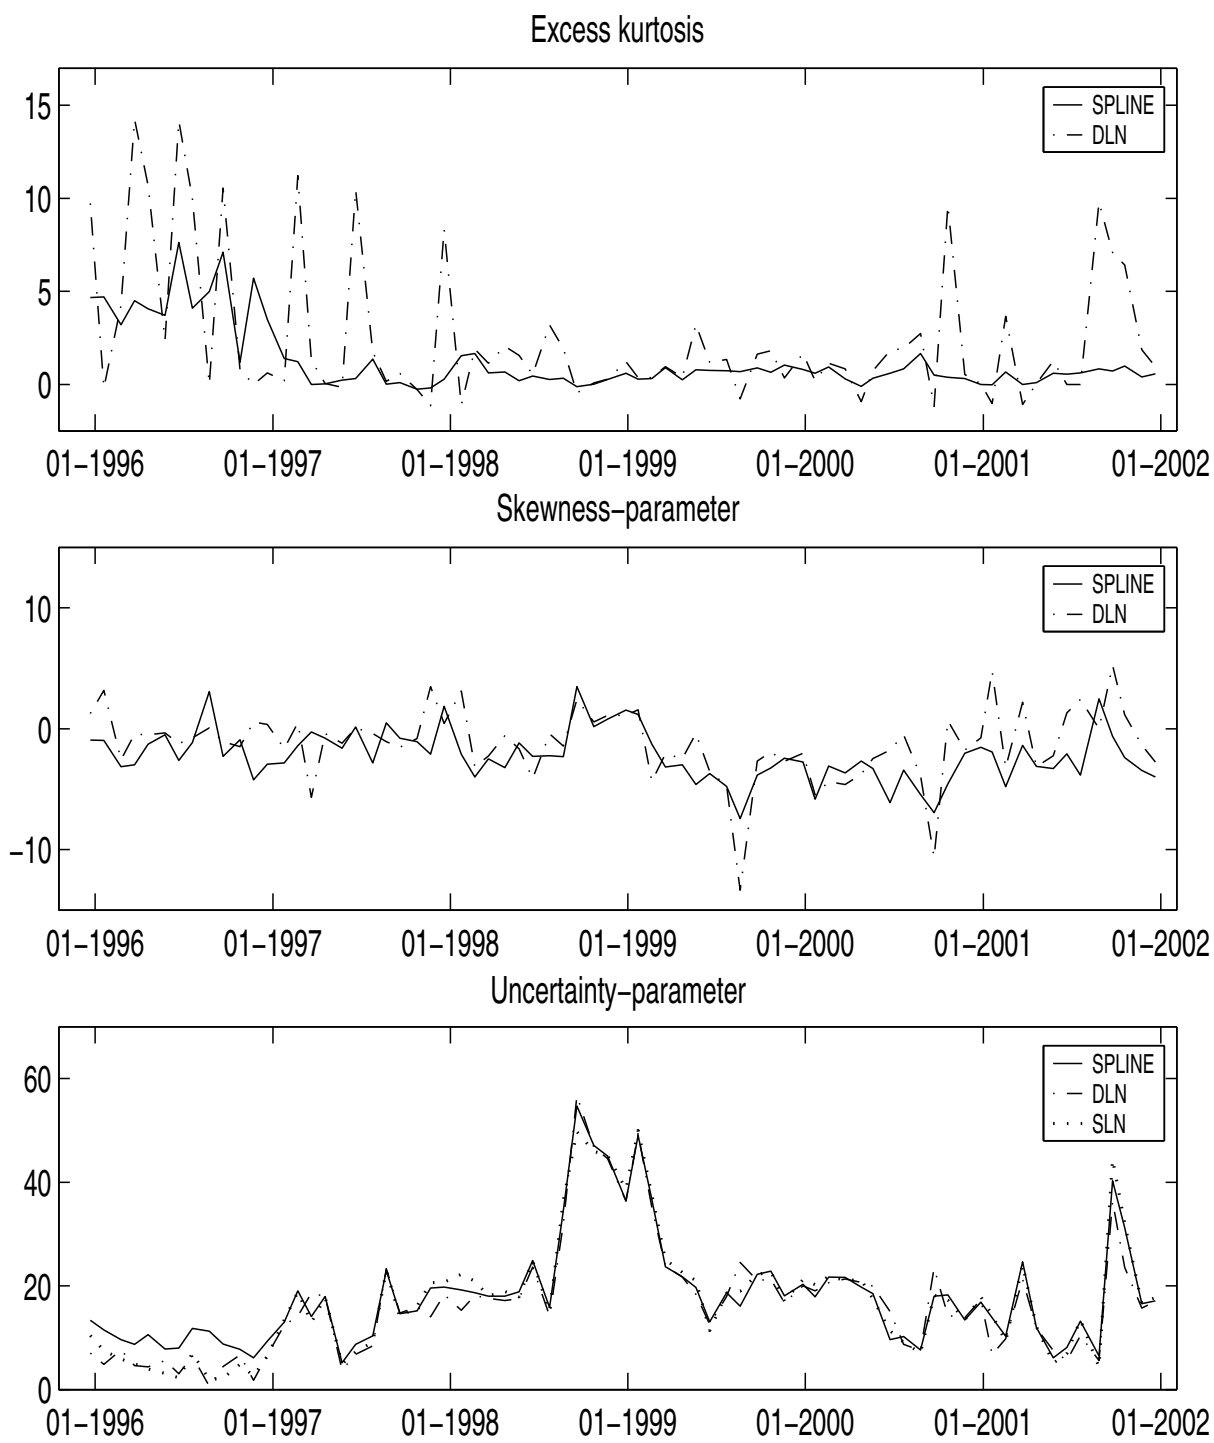 Excess kurtosis
15
10
5
0
SPLINE
DLN
01−1996 01−1997 01−1998 01−1999 01−2000 01−2001 01−2002
Skewness−parameter
10
0
−10
SPLINE
DLN
01−1996 01−1997 01−1998 01−1999 01−2000 01−2001 01−2002
Uncertainty−parameter
60
40
20
0
SPLINE
DLN
SLN
01−1996 01−1997 01−1998 01−1999 01−2000 01−2001 01−2002